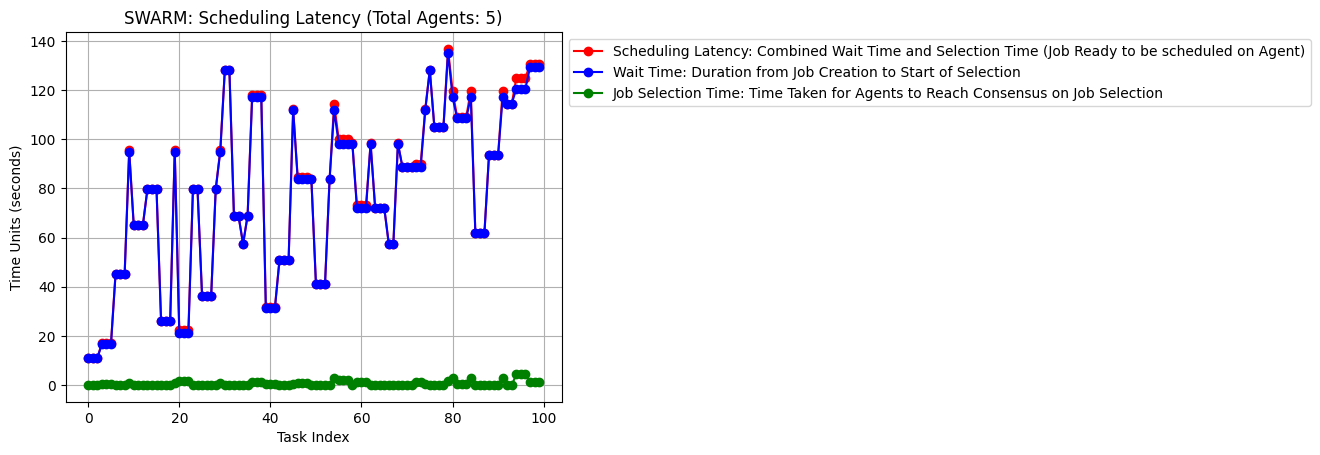 SWARM: Scheduling Latency (Total Agents: 5)
140
120
100
80
60
40
20
0
Time Units (seconds)
0 20 40 60 80 100
Task Index
Scheduling Latency: Combined Wait Time and Selection Time (Job Ready to be scheduled on Agent)
Wait Time: Duration from Job Creation to Start of Selection
Job Selection Time: Time Taken for Agents to Reach Consensus on Job Selection